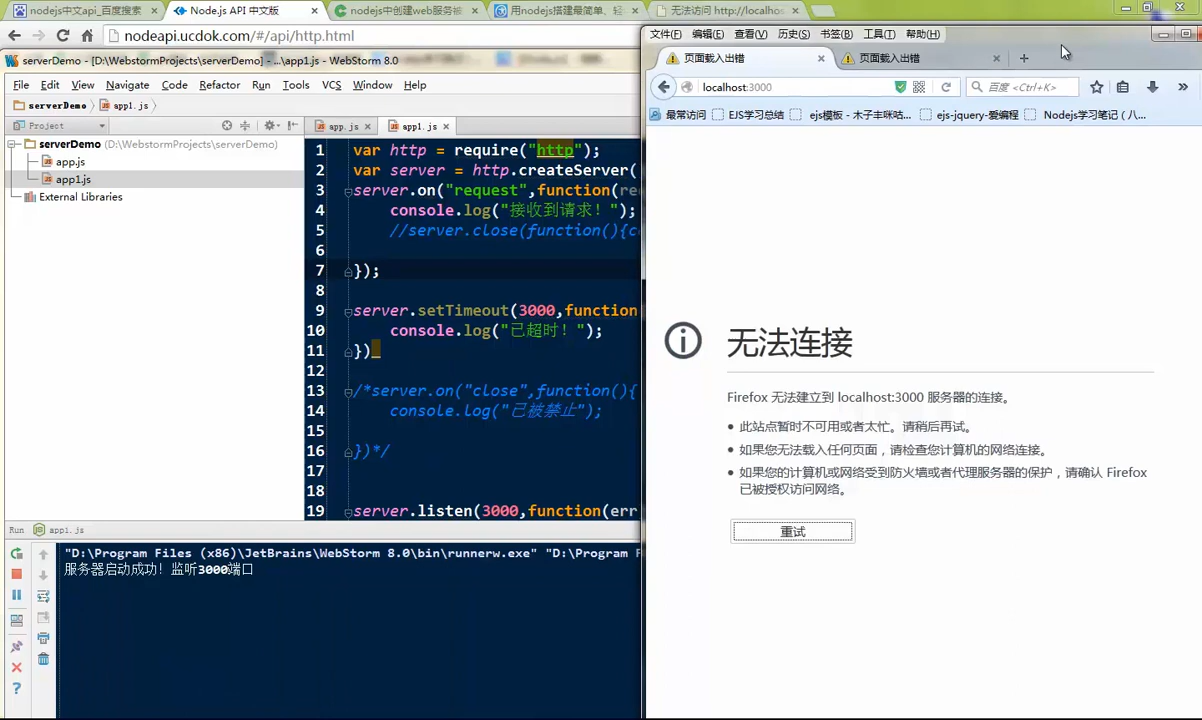 nodejs中文api_百度搜索
Node.js API 中文版
nodejs中创建web服务被
用nodejs搭建最简单、轻
无法访问 http://localhos
nodeapi.ucdok.com/#/api/http.html
serverDemo - [D:\WebstormProjects\serverDemo] - ...\app1.js - WebStorm 8.0
File Edit View Navigate Code Refactor Run Tools VCS Window Help
serverDemo app1.js
Project
app.js app1.js
serverDemo (D:\WebstormProjects\serverDemo)
app.js
app1.js
External Libraries
1 var http = require("http");
2 var server = http.createServer(
3 server.on("request",function(re
4 console.log("接收到请求！");
5 //server.close(function(){c
6
7 });
8
9 server.setTimeout(3000,function
10 console.log("已超时！");
11 })
12
13 /*server.on("close",function(){
14 console.log("已被禁止");
15
16 })*/
17
18
19 server.listen(3000,function(err
Run app1.js
"D:\Program Files (x86)\JetBrains\WebStorm 8.0\bin\runnerw.exe" "D:\Program F
服务器启动成功！监听3000端口
文件(F) 编辑(E) 查看(V) 历史(S) 书签(B) 工具(T) 帮助(H)
页面载入出错 页面载入出错
localhost:3000
百度 <Ctrl+K>
最常访问 EJS学习总结 ejs模板 - 木子丰咪咕... ejs-jquery-爱编程 Nodejs学习笔记（八...
无法连接
Firefox 无法建立到 localhost:3000 服务器的连接。
此站点暂时不可用或者太忙。请稍后再试。
如果您无法载入任何页面，请检查您计算机的网络连接。
如果您的计算机或网络受到防火墙或者代理服务器的保护，请确认 Firefox
已被授权访问网络。
重试